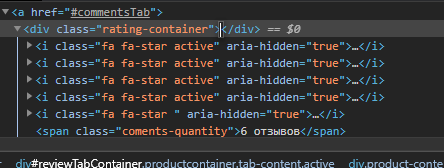 ▼<a href="#commentsTab">
▼<div class="rating-container"></div> == $0
▶<i class="fa fa-star active" aria-hidden="true">…</i>
▶<i class="fa fa-star active" aria-hidden="true">…</i>
▶<i class="fa fa-star active" aria-hidden="true">…</i>
▶<i class="fa fa-star active" aria-hidden="true">…</i>
▶<i class="fa fa-star " aria-hidden="true">…</i>
<span class="coments-quantity">6 отзывов</span>
div#reviewTabContainer.productcontainer.tab-content.active div.product-conte